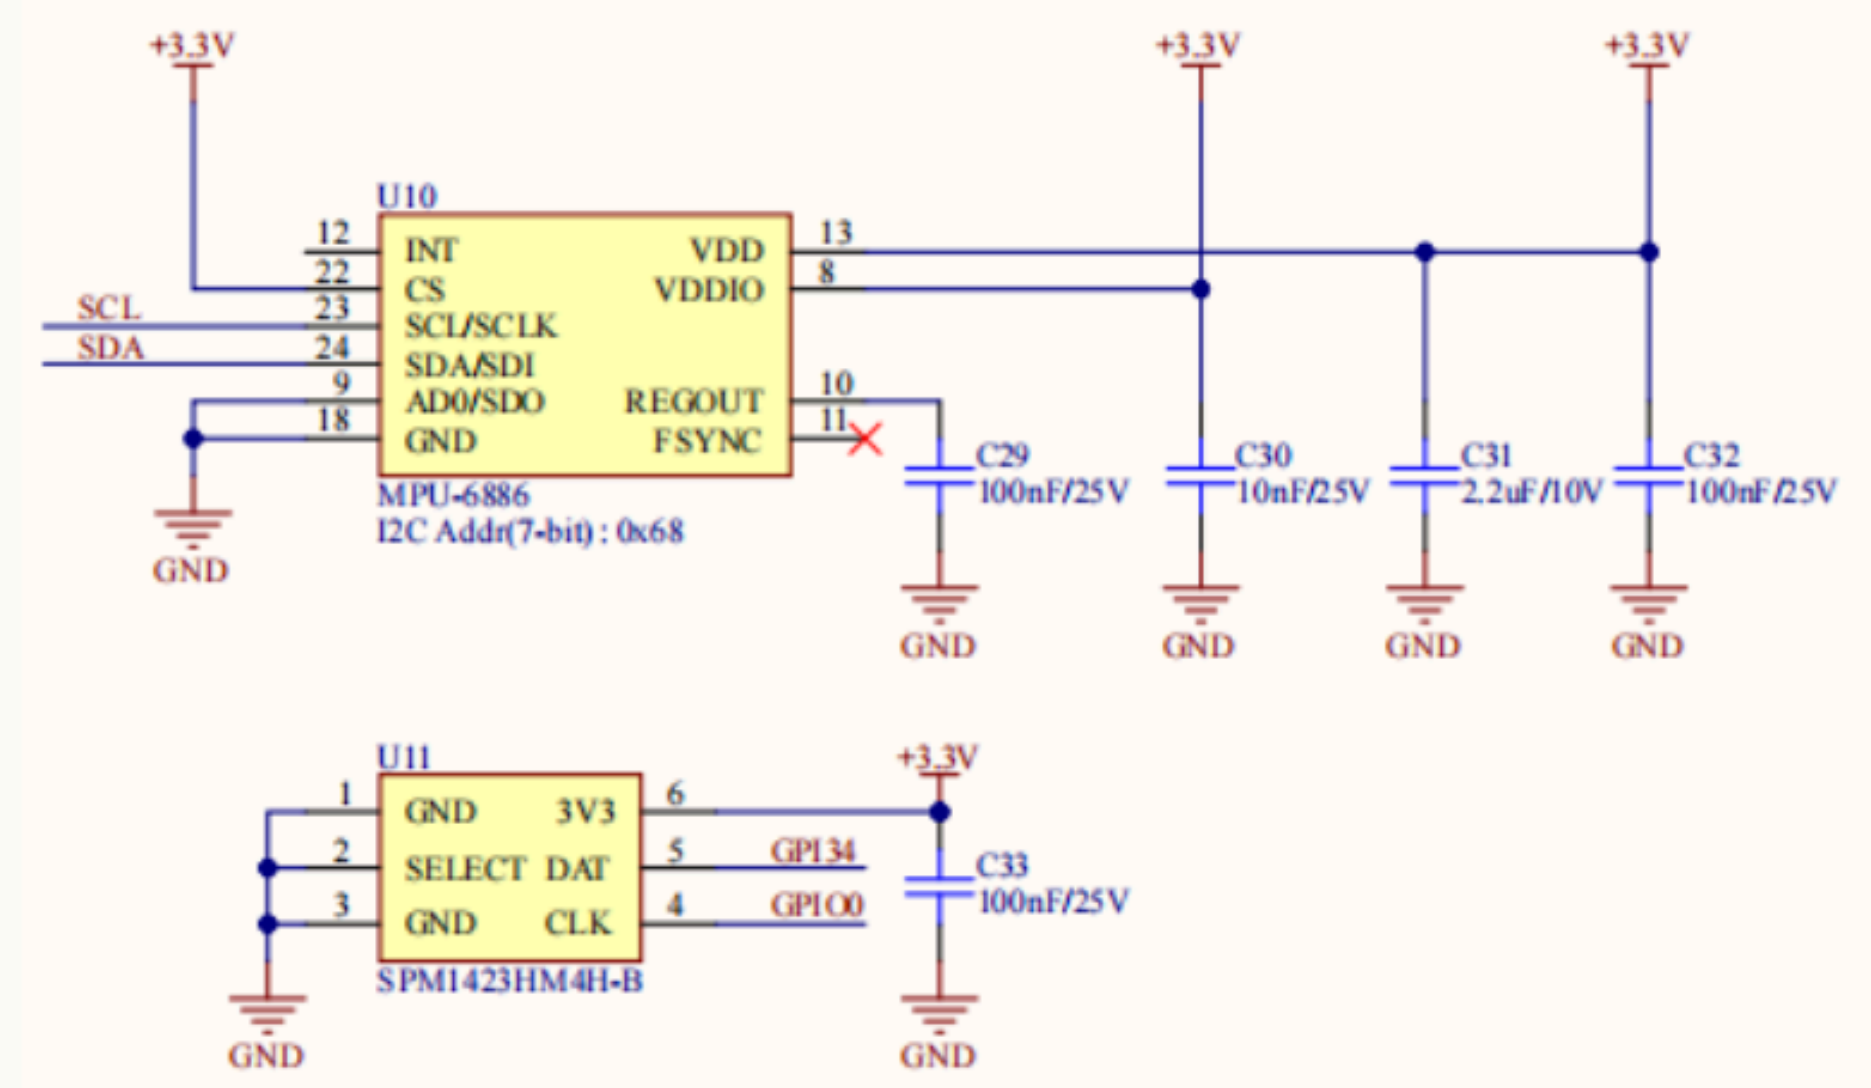 +3.3V
+3.3V
+3.3V
U10
12
INT
VDD
13
22
CS
VDDIO
8
SCL
23
SCL/SCLK
SDA
24
SDA/SDI
9
AD0/SDO
REGOUT
10
18
GND
FSYNC
11
C29
100nF/25V
C30
10nF/25V
C31
2.2uF/10V
C32
100nF/25V
MPU-6886
I2C Addr(7-bit) : 0x68
GND
GND
GND
GND
GND
U11
+3.3V
1
GND
3V3
6
2
SELECT
DAT
5
GPI34
3
GND
CLK
4
GPIO0
C33
100nF/25V
SPM1423HM4H-B
GND
GND